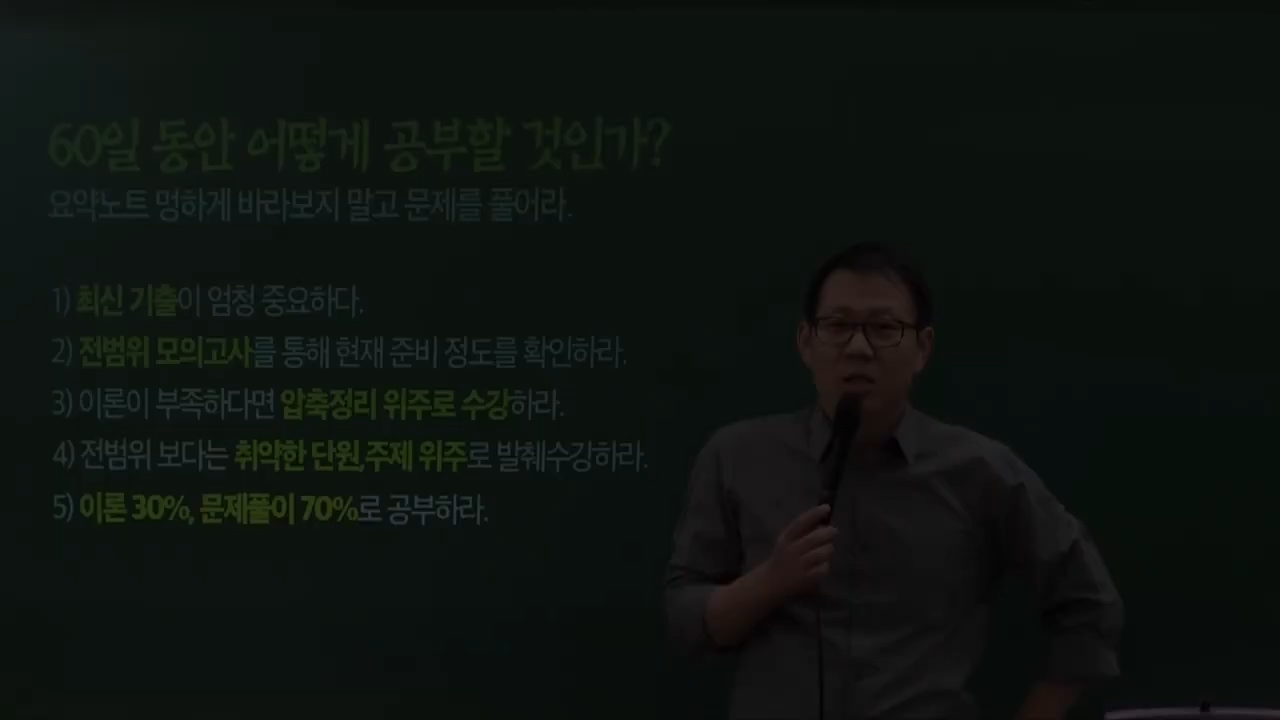 60일 동안 어떻게 공부할 것인가?
요약노트 멍하게 바라보지 말고 문제를 풀어라.
1) 최신 기출이 엄청 중요하다.
2) 전범위 모의고사를 통해 현재 준비 정도를 확인하라.
3) 이론이 부족하다면 압축정리 위주로 수강하라.
4) 전범위 보다는 취약한 단원,주제 위주로 발췌수강하라.
5) 이론 30%, 문제풀이 70%로 공부하라.